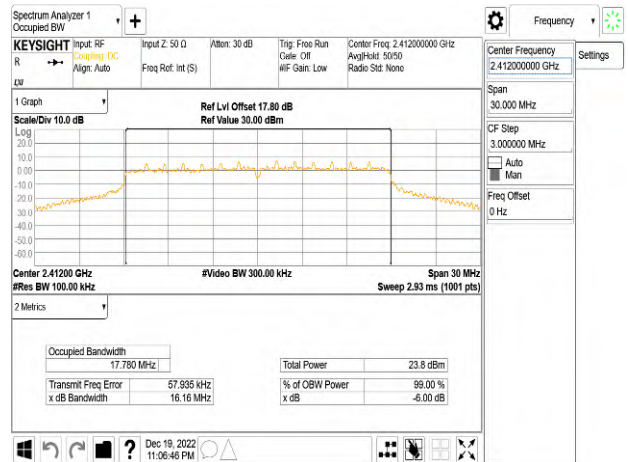 Spectrum Analyzer 1
Occupied BW
Frequency
KEYSIGHT
Input: RF
Coupling: DC
Align: Auto
Input Z: 50 Ω
Freq Ref: Int (S)
Atten: 30 dB
Trig: Free Run
Gate: Off
#IF Gain: Low
Center Freq: 2.412000000 GHz
Avg|Hold: 50/50
Radio Std: None
R
LXI
Center Frequency
2.412000000 GHz
Settings
Span
30.000 MHz
CF Step
3.000000 MHz
Auto
Man
Freq Offset
0 Hz
1 Graph
Scale/Div 10.0 dB
Ref Lvl Offset 17.80 dB
Ref Value 30.00 dBm
Log
20.0
10.0
0.00
-10.0
-20.0
-30.0
-40.0
-50.0
-60.0
Center 2.41200 GHz
#Video BW 300.00 kHz
Span 30 MHz
#Res BW 100.00 kHz
Sweep 2.93 ms (1001 pts)
2 Metrics
Occupied Bandwidth
17.780 MHz
Total Power 23.8 dBm
Transmit Freq Error 57.935 kHz
% of OBW Power 99.00 %
x dB Bandwidth 16.16 MHz
x dB -6.00 dB
Dec 19, 2022
11:06:46 PM